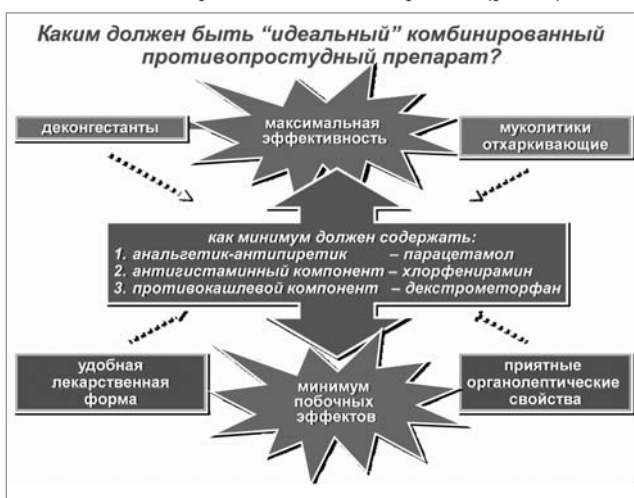 Каким должен быть “идеальный” комбинированный
противопростудный препарат?
деконгестанты
максимальная
эффективность
муколитики
отхаркивающие
как минимум должен содержать:
1. анальгетик-антипиретик – парацетамол
2. антигистаминный компонент – хлорфенирамин
3. противокашлевой компонент – декстрометорфан
удобная
лекарственная
форма
минимум
побочных
эффектов
приятные
органолептические
свойства